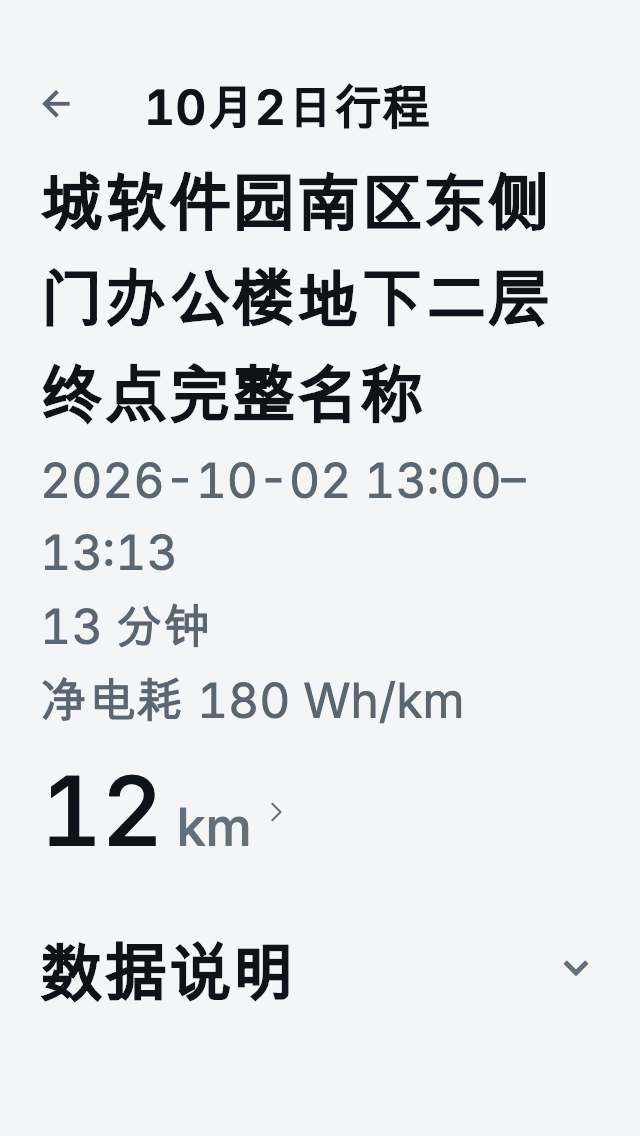 10月2日行程
城软件园南区东侧
门办公楼地下二层
终点完整名称
2026-10-02 13:00–
13:13
13 分钟
净电耗 180 Wh/km
12 km
数据说明